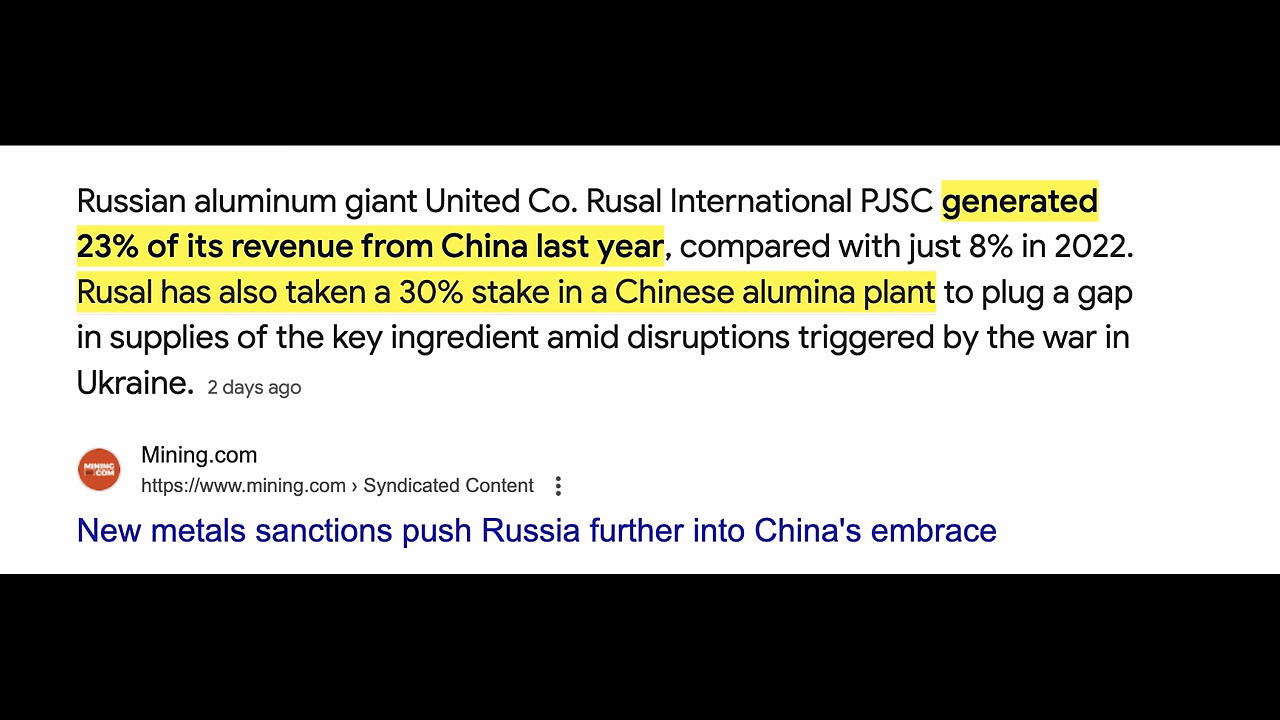 Russian aluminum giant United Co. Rusal International PJSC generated
23% of its revenue from China last year, compared with just 8% in 2022.
Rusal has also taken a 30% stake in a Chinese alumina plant to plug a gap
in supplies of the key ingredient amid disruptions triggered by the war in
Ukraine. 2 days ago
MINING
.COM
Mining.com
https://www.mining.com › Syndicated Content
New metals sanctions push Russia further into China's embrace